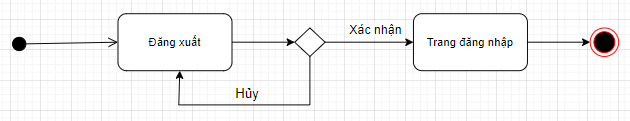 Đăng xuất
Xác nhận
Trang đăng nhập
Hủy